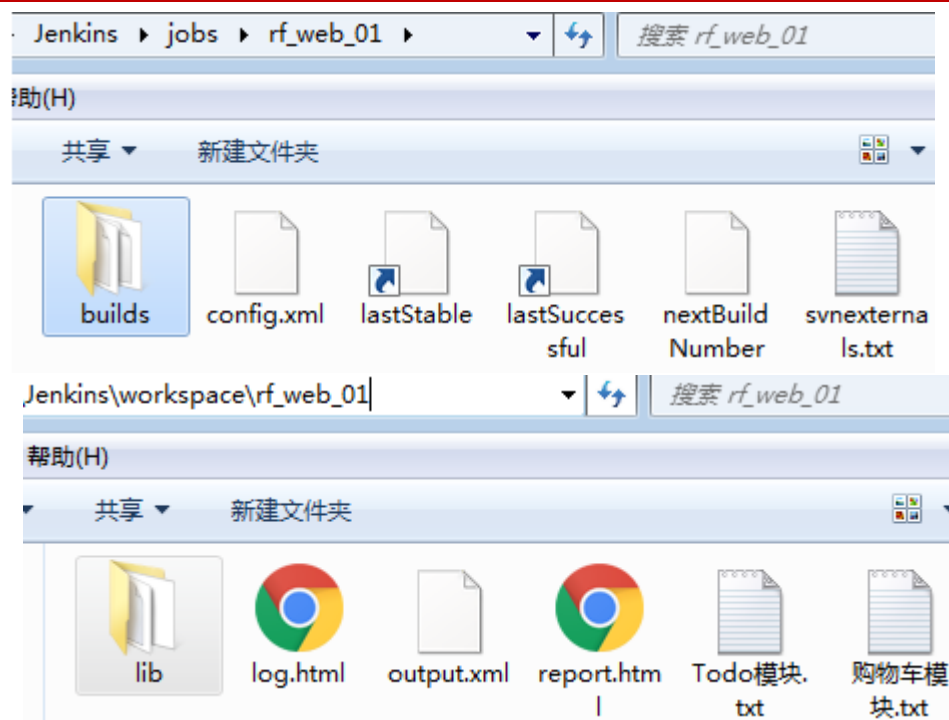 Jenkins ▸ jobs ▸ rf_web_01 ▸
搜索 rf_web_01
帮助(H)
共享 新建文件夹
builds config.xml lastStable lastSucces nextBuild svnexterna
sful Number ls.txt
Jenkins\workspace\rf_web_01
搜索 rf_web_01
帮助(H)
共享 新建文件夹
lib log.html output.xml report.htm Todo模块. 购物车模
l txt 块.txt